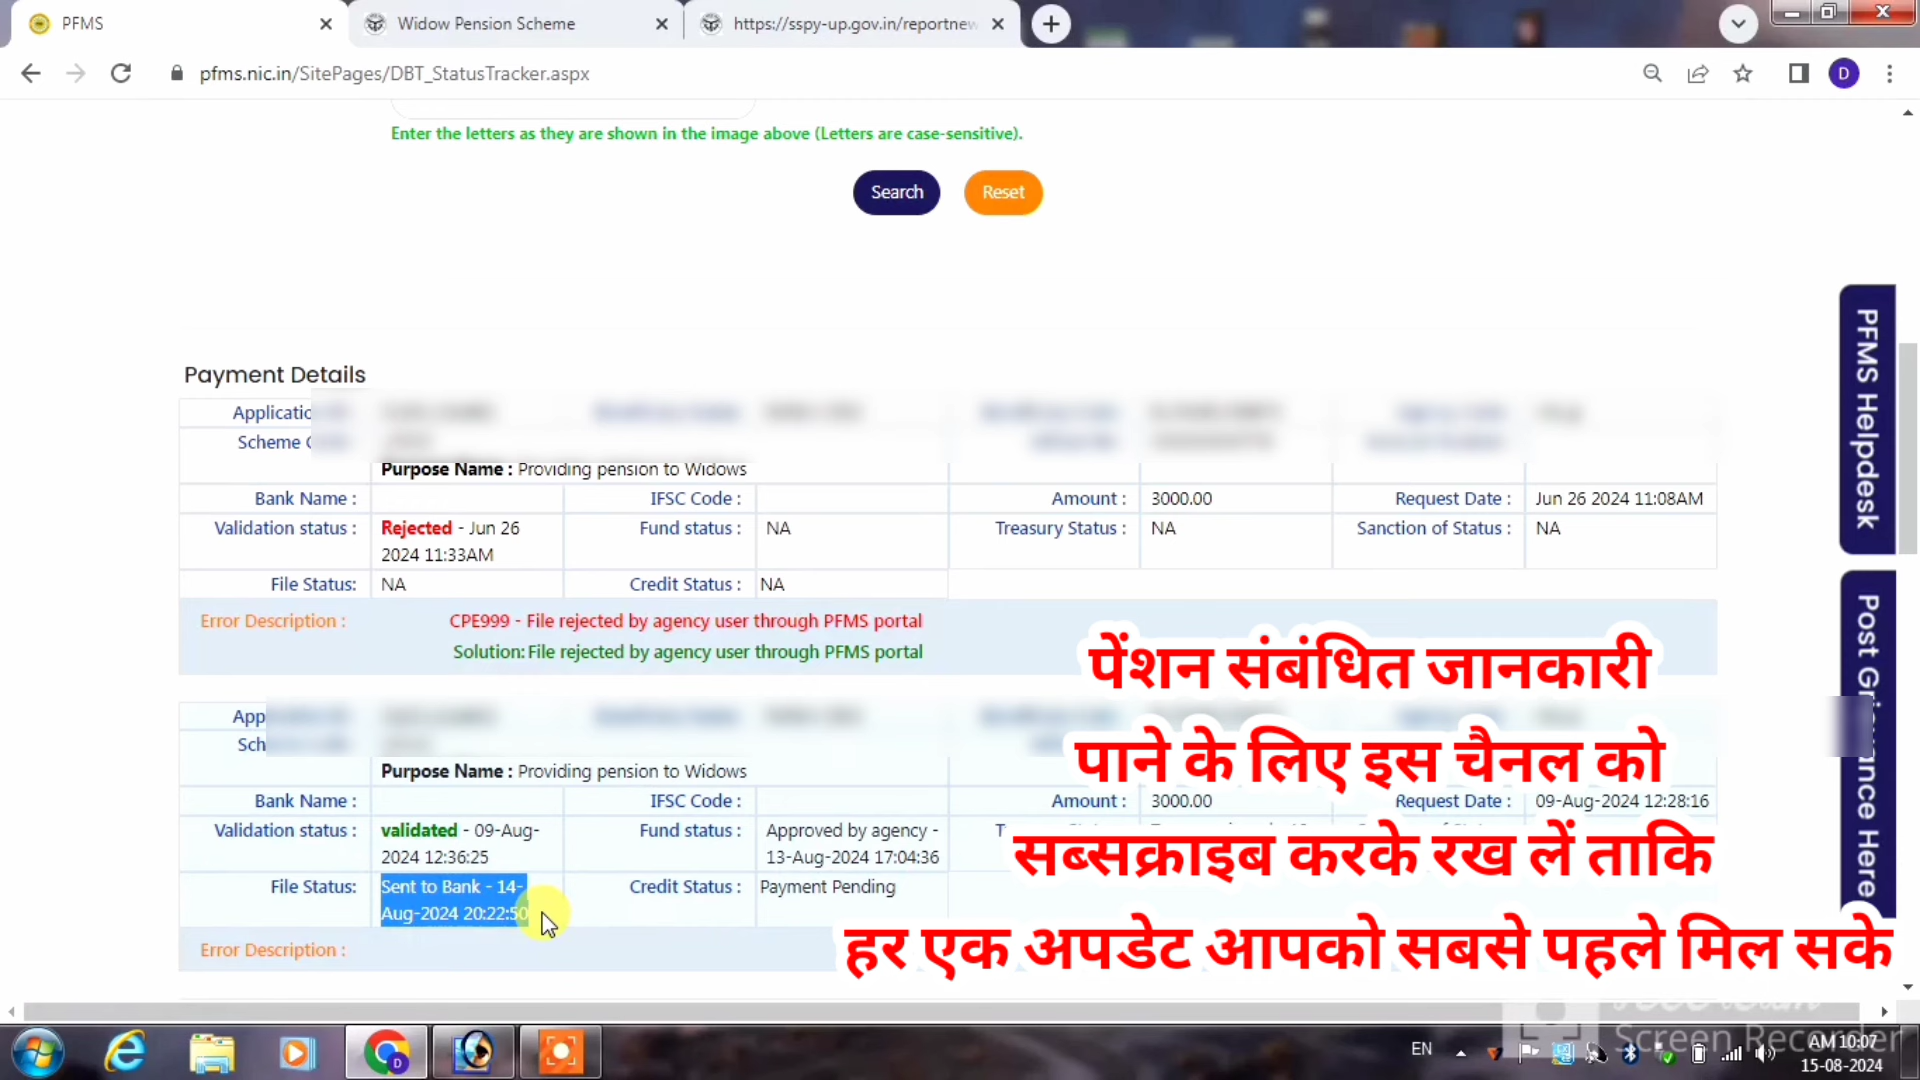 PFMS
Widow Pension Scheme
https://sspy-up.gov.in/reportnew
pfms.nic.in/SitePages/DBT_StatusTracker.aspx
D
Enter the letters as they are shown in the image above (Letters are case-sensitive).
Search Reset
Payment Details
Applicatio
Scheme
Purpose Name : Providing pension to Widows
Bank Name : IFSC Code : Amount : 3000.00 Request Date : Jun 26 2024 11:08AM
Validation status : Rejected - Jun 26 Fund status : NA Treasury Status : NA Sanction of Status : NA
2024 11:33AM
File Status: NA Credit Status : NA
Error Description : CPE999 - File rejected by agency user through PFMS portal
Solution: File rejected by agency user through PFMS portal
App
Sch
Purpose Name : Providing pension to Widows
Bank Name : IFSC Code : Amount : 3000.00 Request Date : 09-Aug-2024 12:28:16
Validation status : validated - 09-Aug- Fund status : Approved by agency -
2024 12:36:25 13-Aug-2024 17:04:36
File Status: Sent to Bank - 14- Credit Status : Payment Pending
Aug-2024 20:22:50
Error Description :
पेंशन संबंधित जानकारी
पाने के लिए इस चैनल को
सब्सक्राइब करके रख लें ताकि
हर एक अपडेट आपको सबसे पहले मिल सके
PFMS Helpdesk
Post Grievance Here
Screen Recorder
EN
AM 10:07
15-08-2024